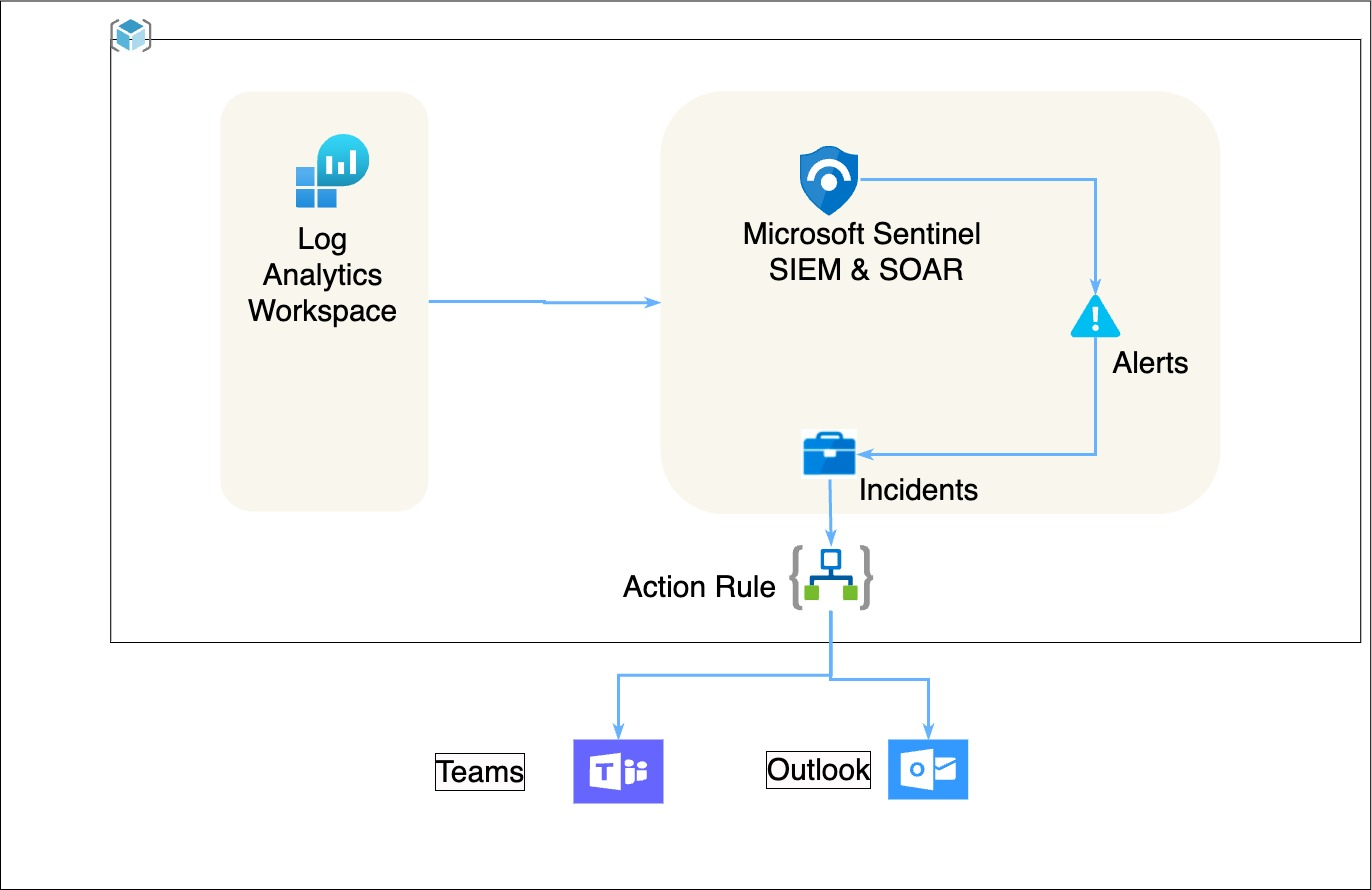 Log
Analytics
Workspace
Microsoft Sentinel
SIEM & SOAR
Alerts
Incidents
Action Rule
Teams
T
Outlook
O